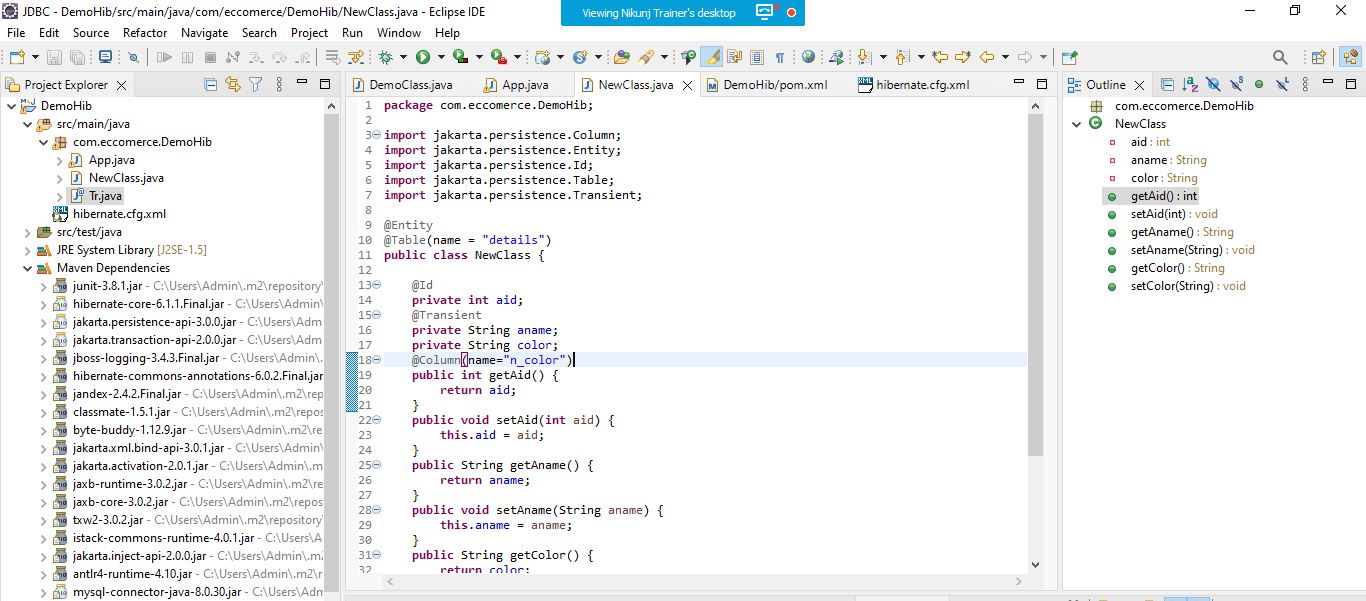 JDBC - DemoHib/src/main/java/com/eccomerce/DemoHib/NewClass.java - Eclipse IDE
Viewing Nikunj Trainer's desktop
File Edit Source Refactor Navigate Search Project Run Window Help
Project Explorer
DemoHib
src/main/java
com.eccomerce.DemoHib
App.java
NewClass.java
Tr.java
hibernate.cfg.xml
src/test/java
JRE System Library [J2SE-1.5]
Maven Dependencies
junit-3.8.1.jar - C:\Users\Admin\.m2\repository\
hibernate-core-6.1.1.Final.jar - C:\Users\Admin\
jakarta.persistence-api-3.0.0.jar - C:\Users\Adm
jakarta.transaction-api-2.0.0.jar - C:\Users\Adm
jboss-logging-3.4.3.Final.jar - C:\Users\Admin\.
hibernate-commons-annotations-6.0.2.Final.jar
jandex-2.4.2.Final.jar - C:\Users\Admin\.m2\rep
classmate-1.5.1.jar - C:\Users\Admin\.m2\repos
byte-buddy-1.12.9.jar - C:\Users\Admin\.m2\re
jakarta.xml.bind-api-3.0.1.jar - C:\Users\Admin\
jakarta.activation-2.0.1.jar - C:\Users\Admin\.m
jaxb-runtime-3.0.2.jar - C:\Users\Admin\.m2\re
jaxb-core-3.0.2.jar - C:\Users\Admin\.m2\repos
txw2-3.0.2.jar - C:\Users\Admin\.m2\repository
istack-commons-runtime-4.0.1.jar - C:\Users\Ad
jakarta.inject-api-2.0.0.jar - C:\Users\Admin\.m
antlr4-runtime-4.10.jar - C:\Users\Admin\.m2\r
mysql-connector-java-8.0.30.jar - C:\Users\Ad
DemoClass.java App.java NewClass.java DemoHib/pom.xml hibernate.cfg.xml
1 package com.eccomerce.DemoHib;
2
3 import jakarta.persistence.Column;
4 import jakarta.persistence.Entity;
5 import jakarta.persistence.Id;
6 import jakarta.persistence.Table;
7 import jakarta.persistence.Transient;
8
9 @Entity
10 @Table(name = "details")
11 public class NewClass {
12
13 @Id
14 private int aid;
15 @Transient
16 private String aname;
17 private String color;
18 @Column(name="n_color")
19 public int getAid() {
20 return aid;
21 }
22 public void setAid(int aid) {
23 this.aid = aid;
24 }
25 public String getAname() {
26 return aname;
27 }
28 public void setAname(String aname) {
29 this.aname = aname;
30 }
31 public String getColor() {
32 return color;
Outline
com.eccomerce.DemoHib
NewClass
aid : int
aname : String
color : String
getAid() : int
setAid(int) : void
getAname() : String
setAname(String) : void
getColor() : String
setColor(String) : void